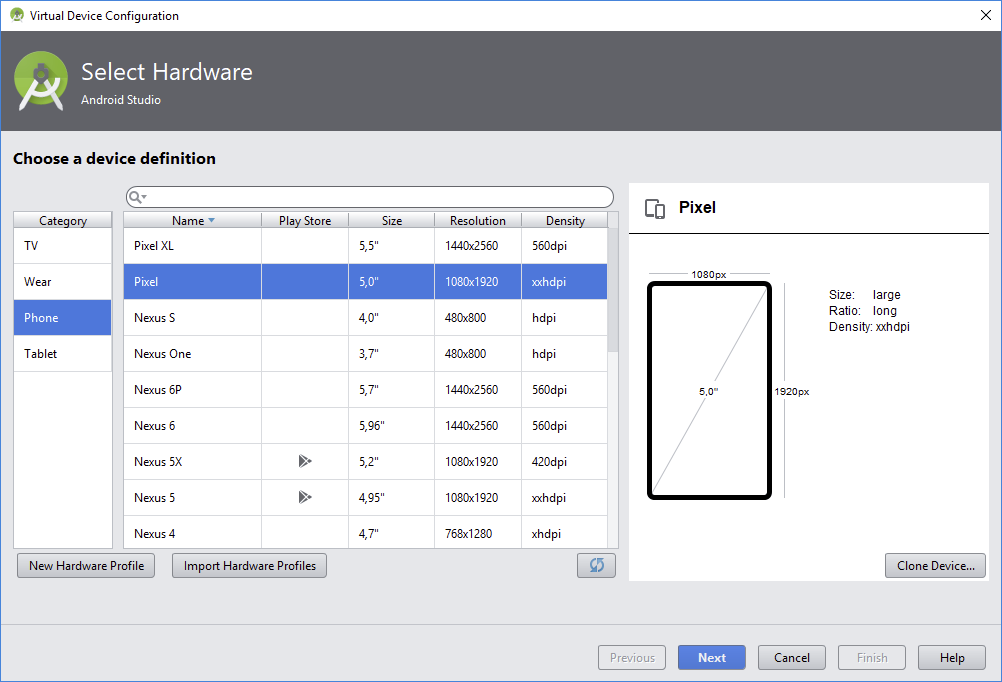 Virtual Device Configuration
Select Hardware
Android Studio
Choose a device definition
Category
TV
Wear
Phone
Tablet
Name Play Store Size Resolution Density
Pixel XL 5,5" 1440x2560 560dpi
Pixel 5,0" 1080x1920 xxhdpi
Nexus S 4,0" 480x800 hdpi
Nexus One 3,7" 480x800 hdpi
Nexus 6P 5,7" 1440x2560 560dpi
Nexus 6 5,96" 1440x2560 560dpi
Nexus 5X 5,2" 1080x1920 420dpi
Nexus 5 4,95" 1080x1920 xxhdpi
Nexus 4 4,7" 768x1280 xhdpi
New Hardware Profile Import Hardware Profiles
Pixel
1080px
5,0"
1920px
Size: large
Ratio: long
Density: xxhdpi
Clone Device...
Previous Next Cancel Finish Help